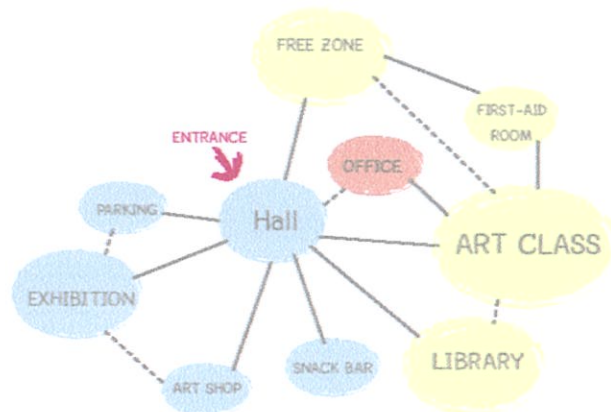 FREE ZONE
FIRST-AID
ROOM
ENTRANCE
OFFICE
PARKING
Hall
ART CLASS
EXHIBITION
LIBRARY
SNACK BAR
ART SHOP